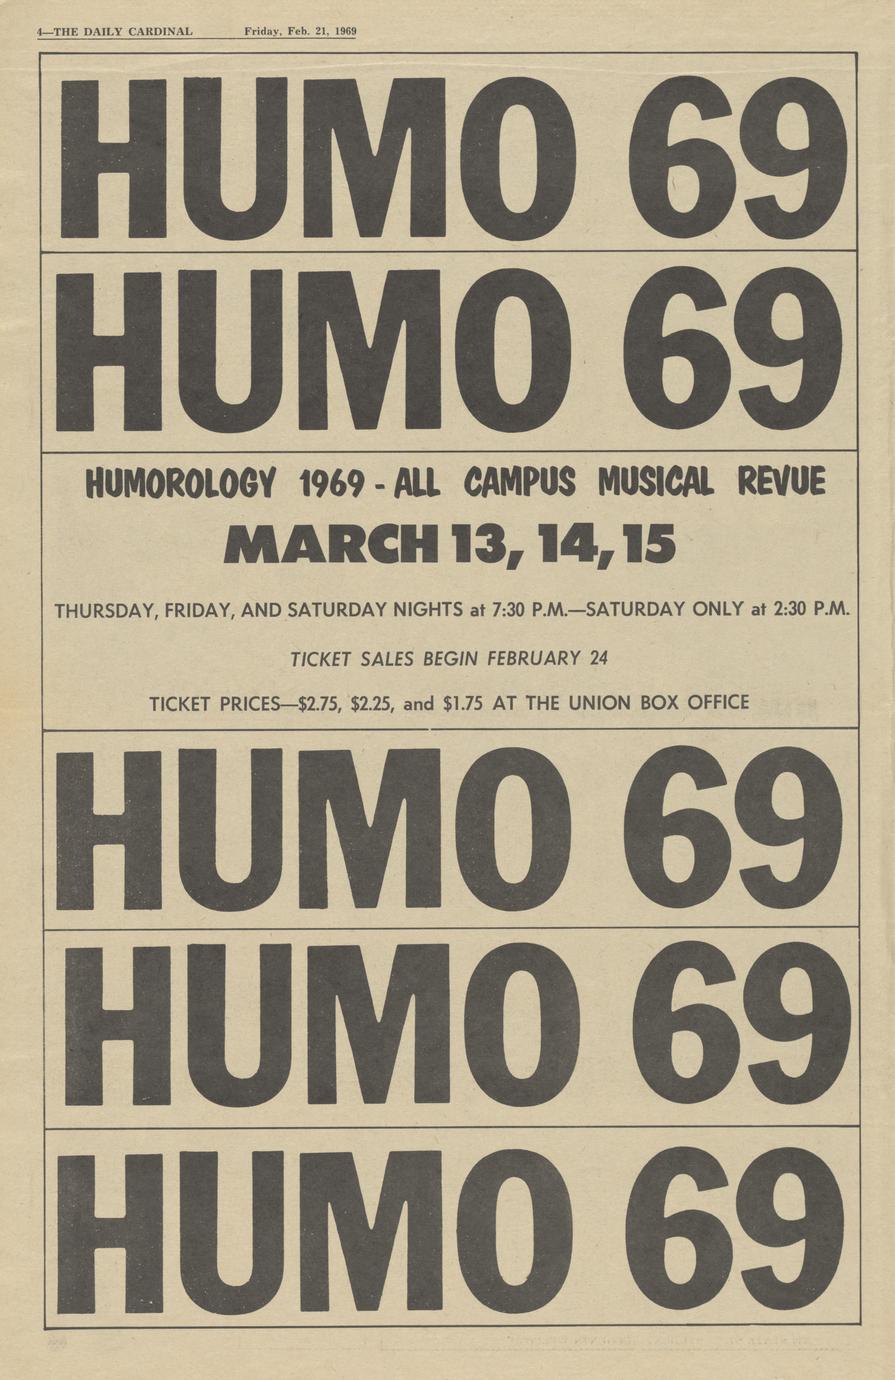 4—THE DAILY CARDINAL Friday, Feb. 21, 1969
HUMO 69
HUMO 69
HUMOROLOGY 1969 - ALL CAMPUS MUSICAL REVUE
MARCH 13, 14, 15
THURSDAY, FRIDAY, AND SATURDAY NIGHTS at 7:30 P.M.—SATURDAY ONLY at 2:30 P.M.
TICKET SALES BEGIN FEBRUARY 24
TICKET PRICES—$2.75, $2.25, and $1.75 AT THE UNION BOX OFFICE
HUMO 69
HUMO 69
HUMO 69